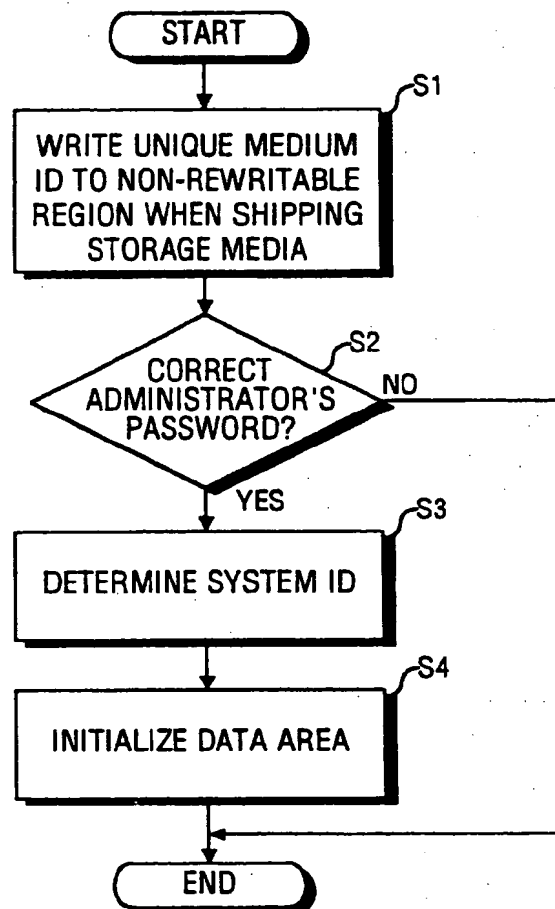 START
S1
WRITE UNIQUE MEDIUM
ID TO NON-REWRITABLE
REGION WHEN SHIPPING
STORAGE MEDIA
S2
CORRECT
ADMINISTRATOR'S
PASSWORD?
NO
YES
S3
DETERMINE SYSTEM ID
S4
INITIALIZE DATA AREA
END